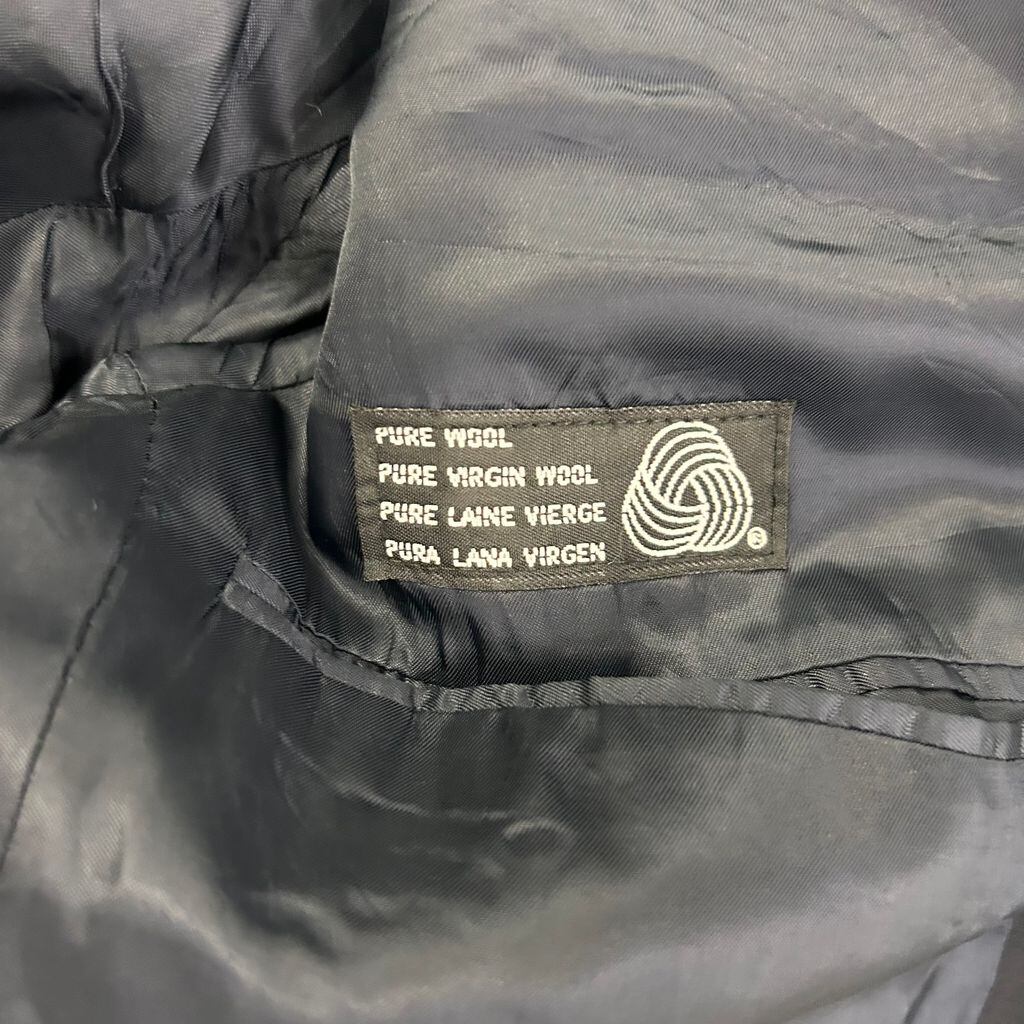 PURE WOOL
PURE VIRGIN WOOL
PURE LAINE VIERGE
PURA LANA VIRGEN
®